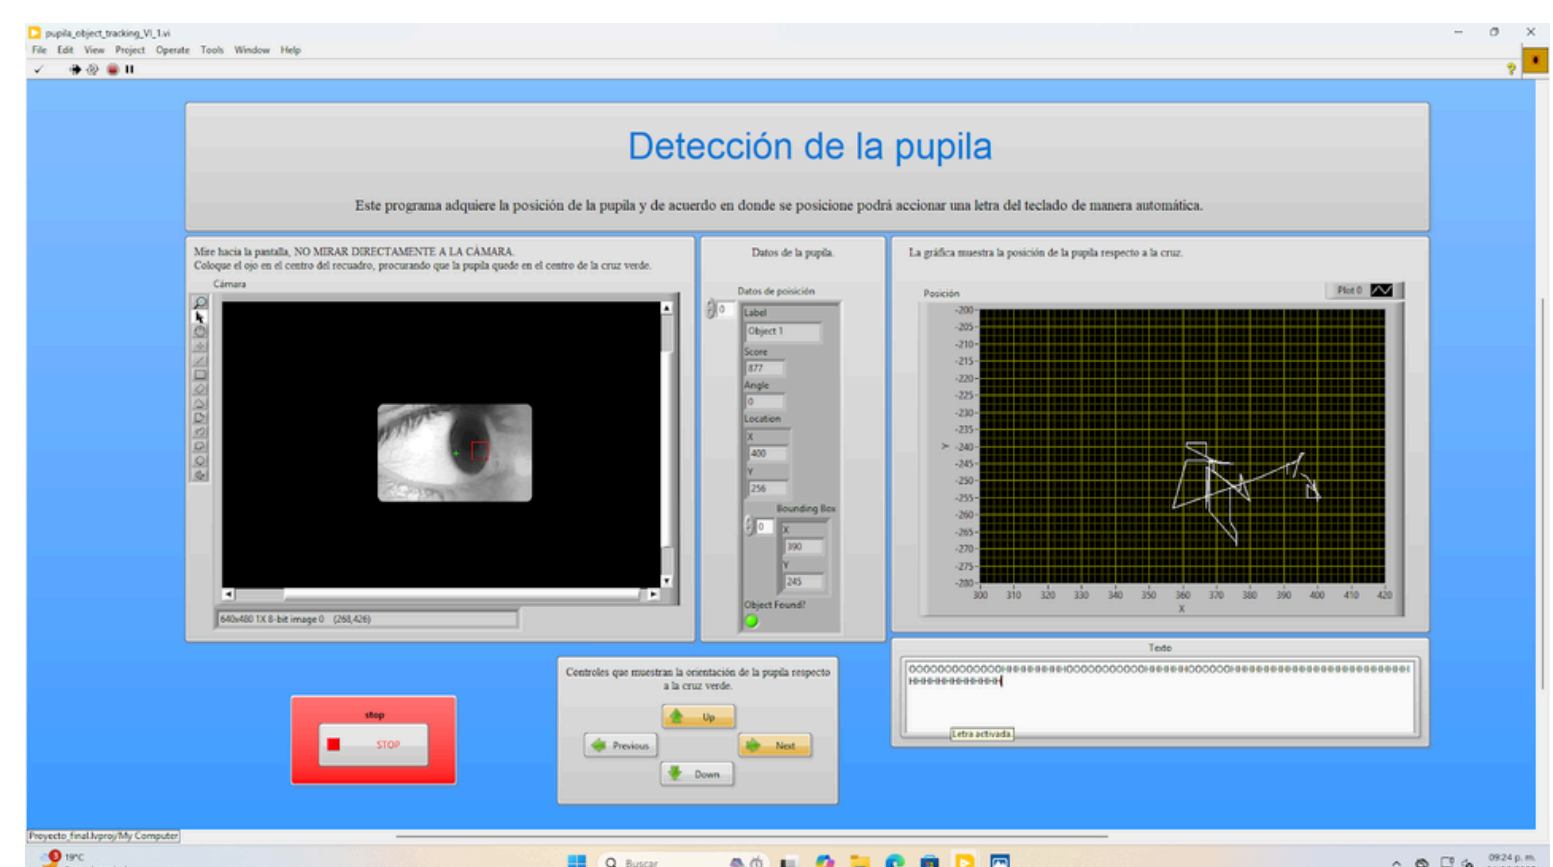 pupila_object_tracking_VI_1.vi
File Edit View Project Operate Tools Window Help
Detección de la pupila
Este programa adquiere la posición de la pupila y de acuerdo en donde se posicione podrá accionar una letra del teclado de manera automática.
Mire hacia la pantalla, NO MIRAR DIRECTAMENTE A LA CÁMARA.
Coloque el ojo en el centro del recuadro, procurando que la pupila quede en el centro de la cruz verde.
Cámara
640x480 1X 8-bit image 0 (268,426)
Datos de la pupila.
Datos de poisición
0
Label
Object 1
Score
877
Angle
0
Location
X
400
Y
256
Bounding Box
0
X
390
Y
245
Object Found?
La gráfica muestra la posición de la pupila respecto a la cruz.
Posición
Plot 0
-200
-205
-210
-215
-220
-225
-230
-235
-240
-245
-250
-255
-260
-265
-270
-275
-280
Y
300 310 320 330 340 350 360 370 380 390 400 410 420
X
Texto
Letra activada.
Controles que muestran la orientación de la pupila respecto
a la cruz verde.
Up
Previous
Next
Down
stop
STOP
Proyecto_final.lvproj/My Computer
3
19°C
Buscar
09:24 p. m.